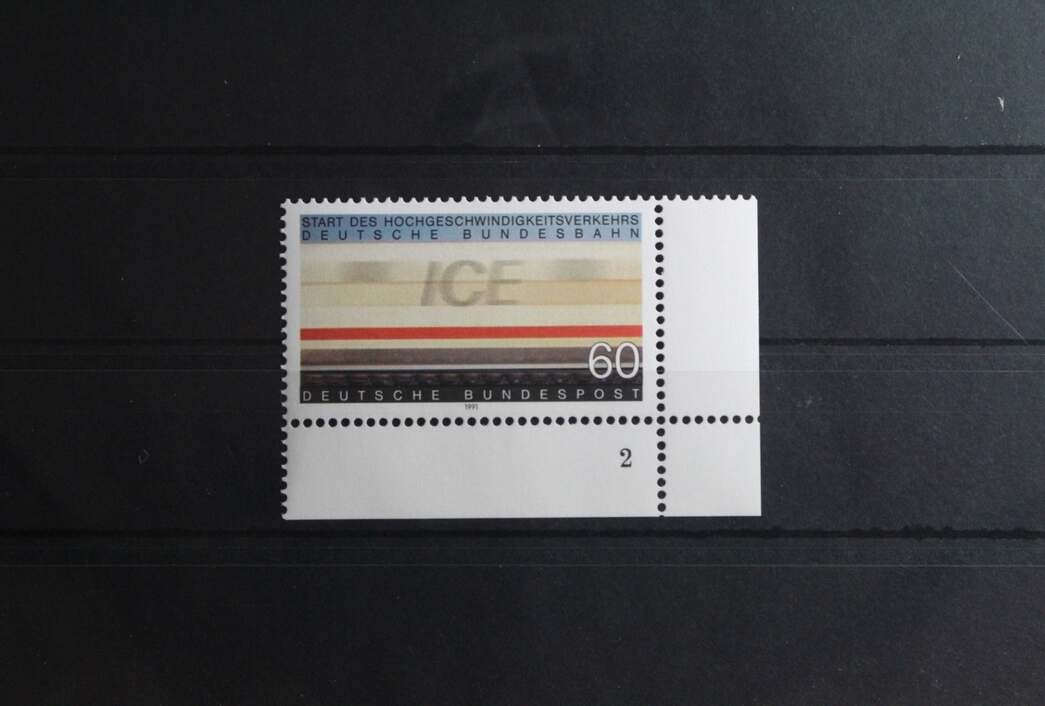 START DES HOCHGESCHWINDIGKEITSVERKEHRS
DEUTSCHE BUNDESBAHN
ICE
60
DEUTSCHE BUNDESPOST
1991
2